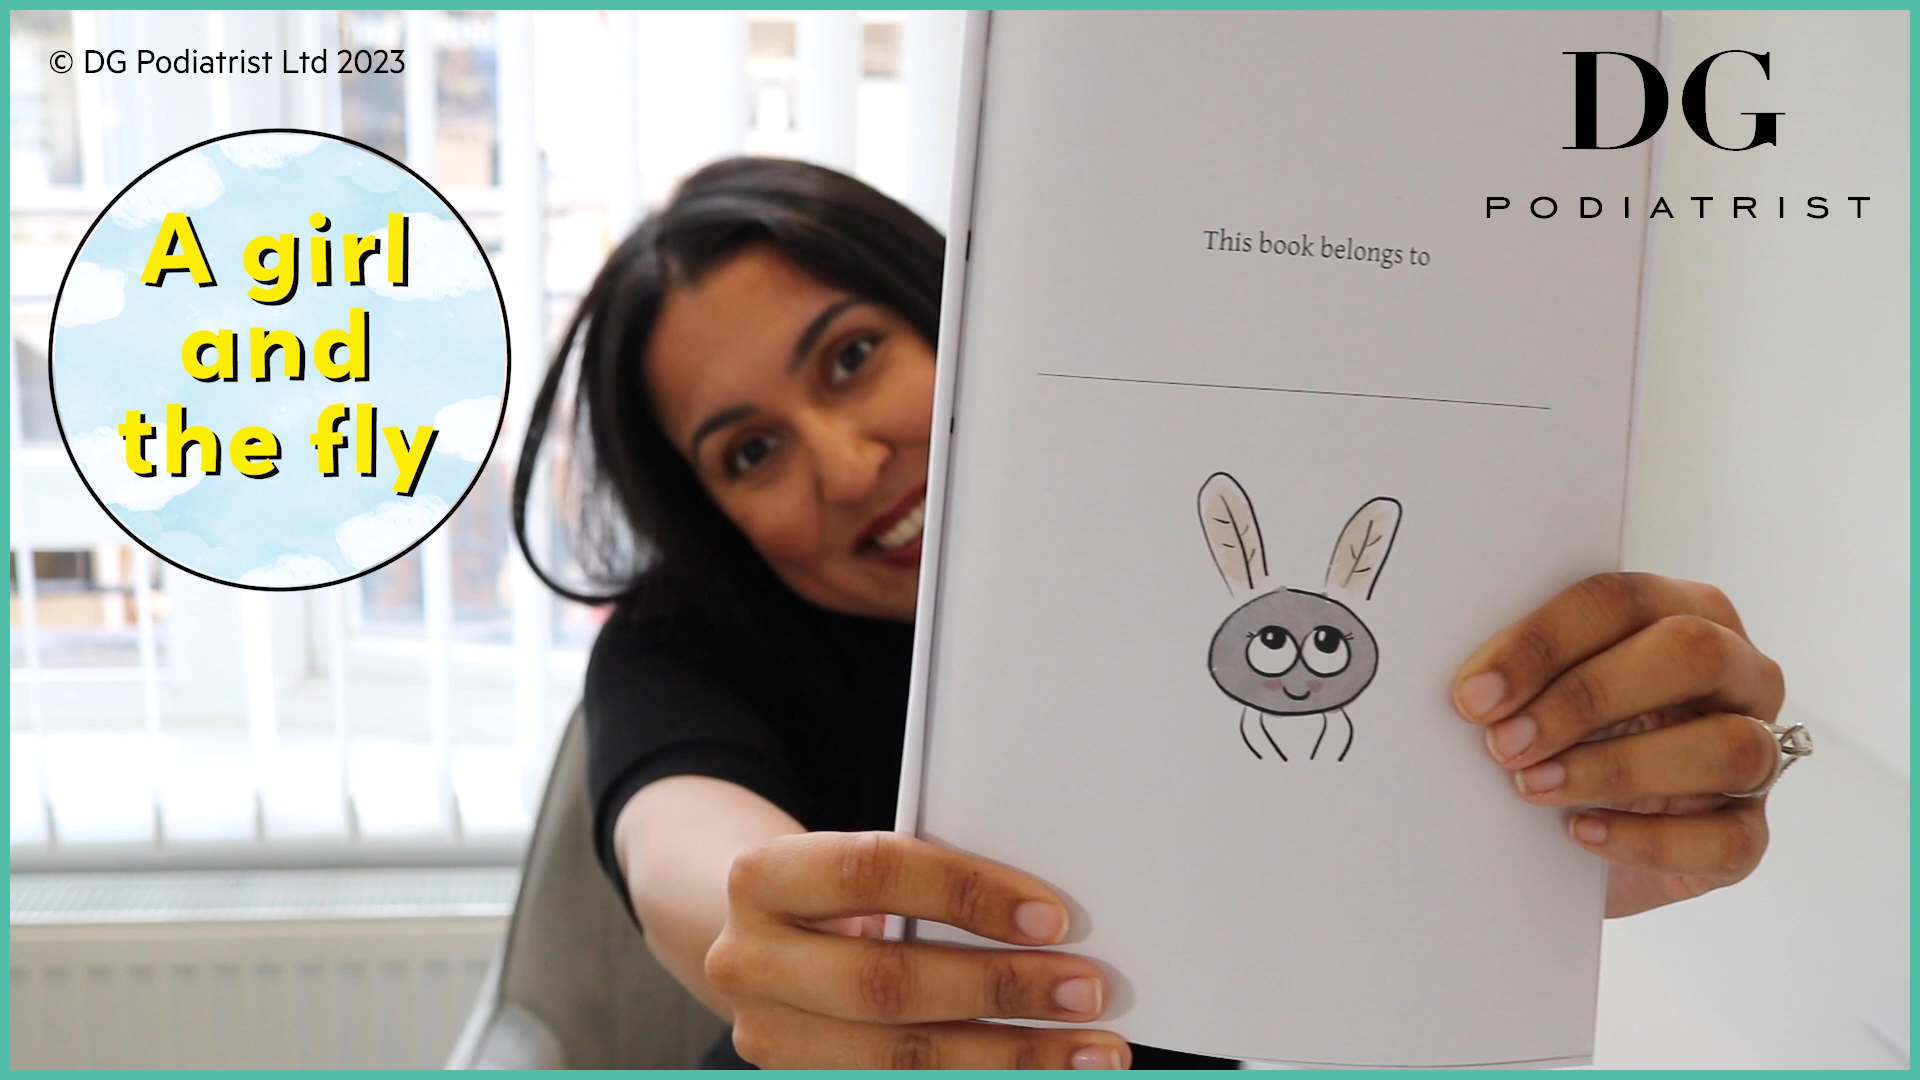 © DG Podiatrist Ltd 2023
A girl
and
the fly
DG
PODIATRIST
This book belongs to